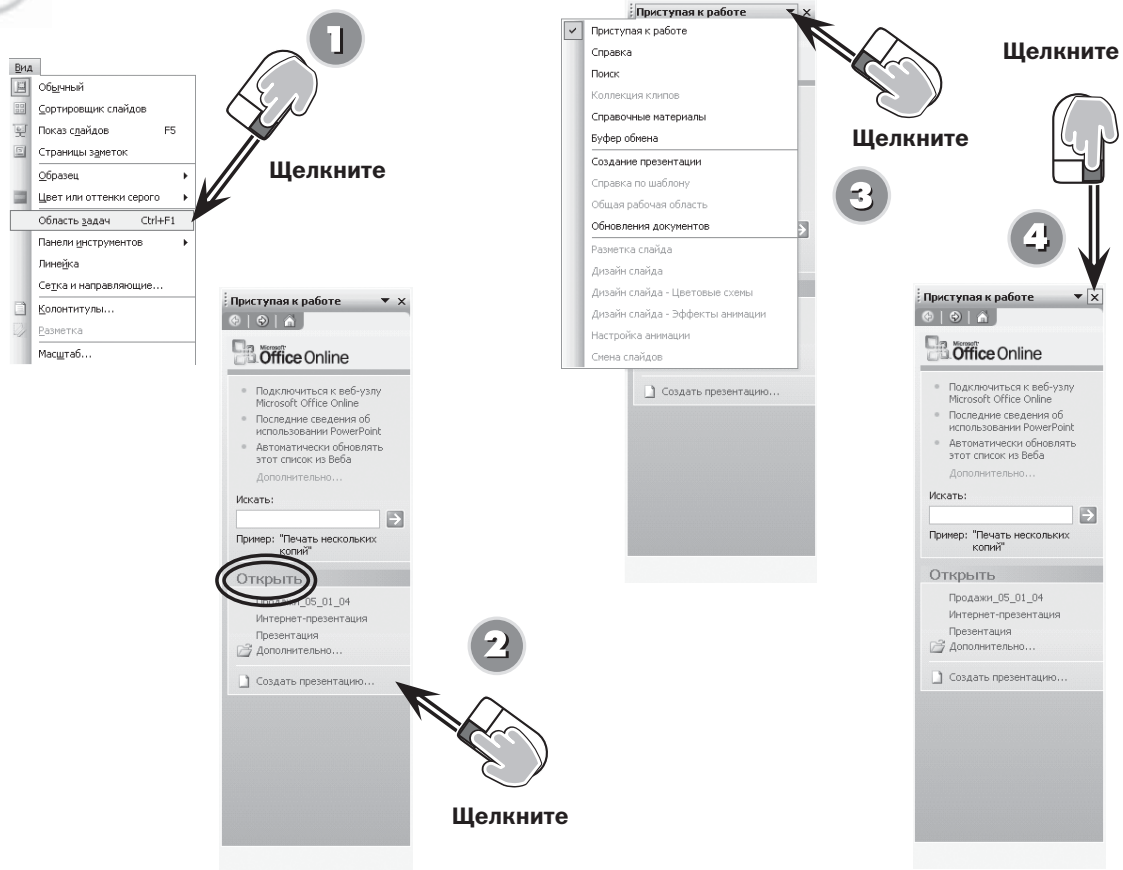 1
Вид
Обычный
Сортировщик слайдов
Показ слайдов F5
Страницы заметок
Образец
Цвет или оттенки серого
Область задач Ctrl+F1
Панели инструментов
Линейка
Сетка и направляющие...
Колонтитулы...
Разметка
Масштаб...
Щелкните
Приступая к работе
Microsoft
Office Online
Подключиться к веб-узлу
Microsoft Office Online
Последние сведения об
использовании PowerPoint
Автоматически обновлять
этот список из Веба
Дополнительно...
Искать:
Пример: "Печать нескольких
копий"
Открыть
Продажи_05_01_04
Интернет-презентация
Презентация
Дополнительно...
Создать презентацию...
2
Щелкните
Приступая к работе
Приступая к работе
Справка
Поиск
Коллекция клипов
Справочные материалы
Буфер обмена
Создание презентации
Справка по шаблону
Общая рабочая область
Обновления документов
Разметка слайда
Дизайн слайда
Дизайн слайда - Цветовые схемы
Дизайн слайда - Эффекты анимации
Настройка анимации
Смена слайдов
Создать презентацию...
Щелкните
3
Щелкните
4
Приступая к работе
Microsoft
Office Online
Подключиться к веб-узлу
Microsoft Office Online
Последние сведения об
использовании PowerPoint
Автоматически обновлять
этот список из Веба
Дополнительно...
Искать:
Пример: "Печать нескольких
копий"
Открыть
Продажи_05_01_04
Интернет-презентация
Презентация
Дополнительно...
Создать презентацию...